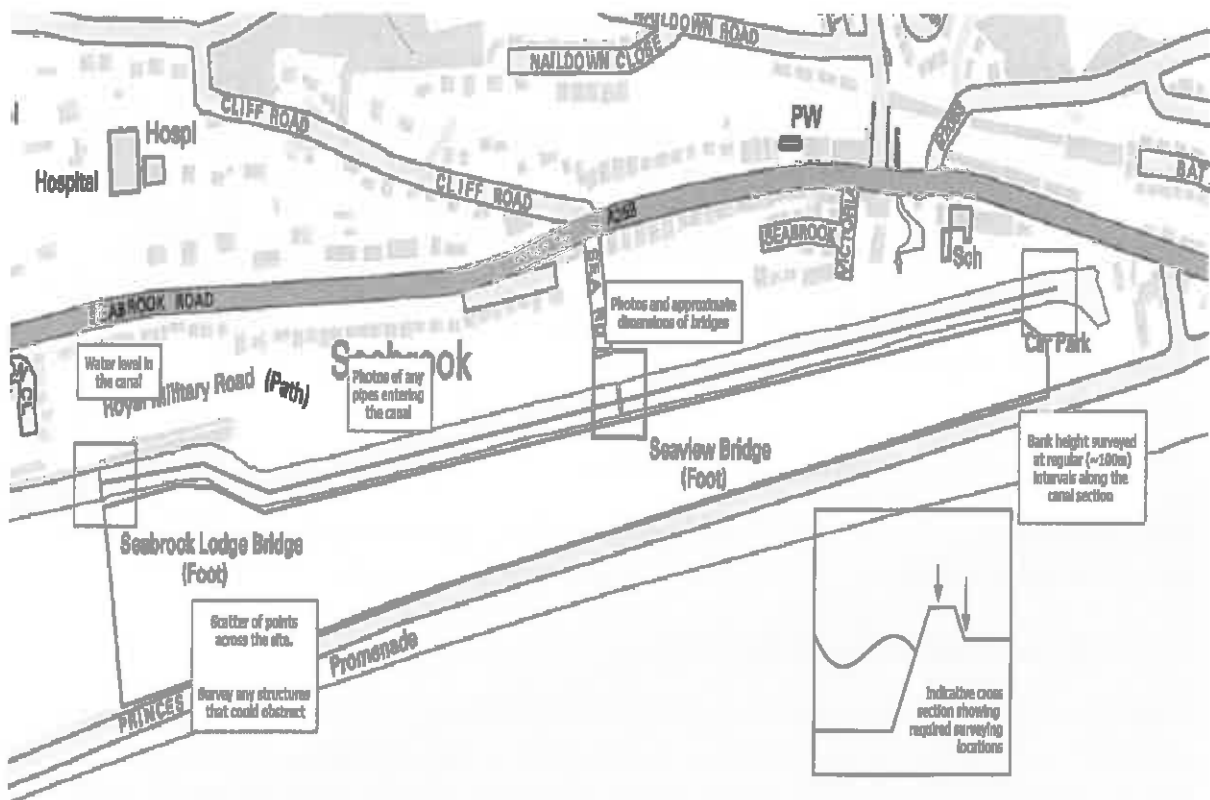 NAILDOWN ROAD
NAILDOWN CLOSE
CLIFF ROAD
PW
Hospl
Hospital
CLIFF ROAD
BAT
A259
SEABROOK
Sch
SEABROOK ROAD
Photos and approximate
dimensions of bridges
Car Park
Water level in
the canal
Seabrook
Photos of any
pipes entering
the canal
Royal Military Road (Path)
Seaview Bridge
(Foot)
Bank height surveyed
at regular (~100m)
intervals along the
canal section
Seabrook Lodge Bridge
(Foot)
Scatter of points
across the site.
Survey any structures
that could obstruct
Promenade
PRINCES
Indicative cross
section showing
required surveying
locations